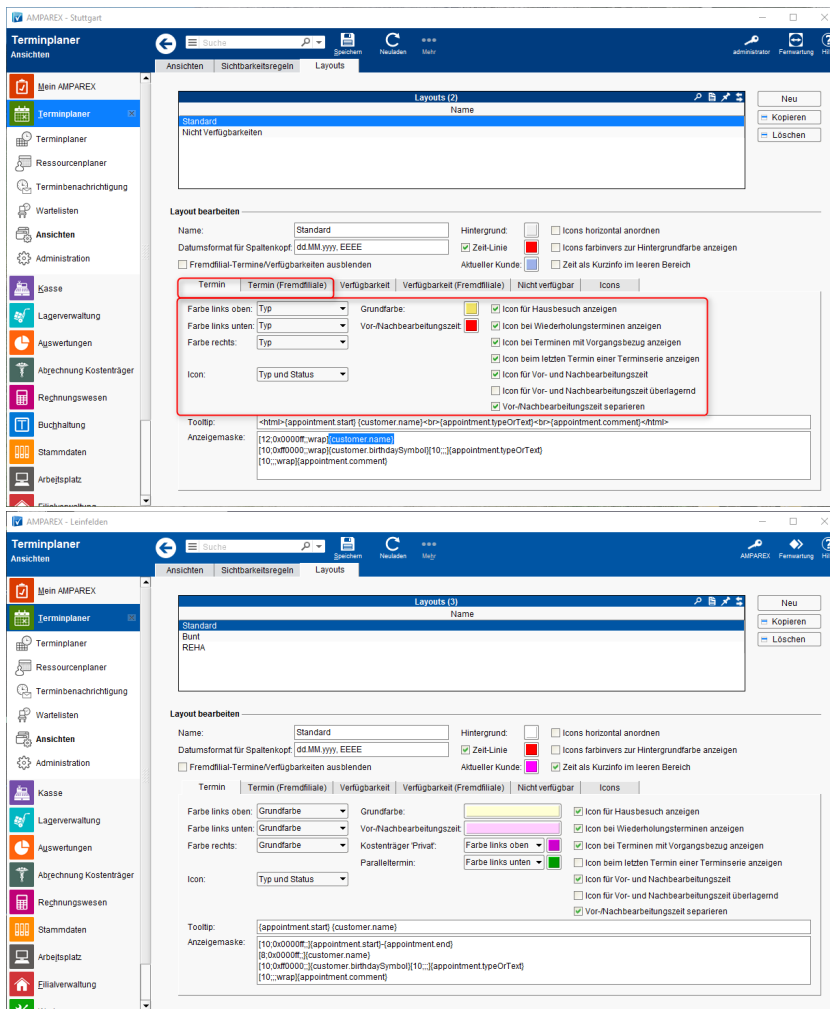 AMPAREX - Stuttgart
Terminplaner
Ansichten
Suche
Speichern
Neuladen
Mehr
administrator
Fernwartung
Ansichten Sichtbarkeitsregeln Layouts
Mein AMPAREX
Terminplaner
Terminplaner
Ressourcenplaner
Terminbenachrichtigung
Wartelisten
Ansichten
Administration
Kasse
Lagerverwaltung
Auswertungen
Abrechnung Kostenträger
Rechnungswesen
Buchhaltung
Stammdaten
Arbeitsplatz
Layouts (2)
Name
Standard
Nicht Verfügbarkeiten
Neu
Kopieren
Löschen
Layout bearbeiten
Name: Standard Hintergrund: Icons horizontal anordnen
Datumsformat für Spaltenkopf: dd.MM.yyyy, EEEE Zeit-Linie Icons farbinvers zur Hintergrundfarbe anzeigen
Fremdfilial-Termine/Verfügbarkeiten ausblenden Aktueller Kunde: Zeit als Kurzinfo im leeren Bereich
Termin Termin (Fremdfiliale) Verfügbarkeit Verfügbarkeit (Fremdfiliale) Nicht verfügbar Icons
Farbe links oben: Typ Grundfarbe: Icon für Hausbesuch anzeigen
Farbe links unten: Typ Vor-/Nachbearbeitungszeit: Icon bei Wiederholungsterminen anzeigen
Farbe rechts: Typ Icon bei Terminen mit Vorgangsbezug anzeigen
Icon beim letzten Termin einer Terminserie anzeigen
Icon: Typ und Status Icon für Vor- und Nachbearbeitungszeit
Icon für Vor- und Nachbearbeitungszeit überlagernd
Vor-/Nachbearbeitungszeit separieren
Tooltip: <html>{appointment.start} {customer.name}<br>{appointment.typeOrText}<br>{appointment.comment}</html>
Anzeigemaske: [12;0x0000ff;;wrap]{customer.name}
[10;0xff0000;;wrap]{customer.birthdaySymbol}[10;;;]{appointment.typeOrText}
[10;;;wrap]{appointment.comment}
AMPAREX - Leinfelden
Terminplaner
Ansichten
Suche
Speichern
Neuladen
Mehr
AMPAREX
Fernwartung
Ansichten Sichtbarkeitsregeln Layouts
Mein AMPAREX
Terminplaner
Terminplaner
Ressourcenplaner
Terminbenachrichtigung
Wartelisten
Ansichten
Administration
Kasse
Lagerverwaltung
Auswertungen
Abrechnung Kostenträger
Rechnungswesen
Stammdaten
Arbeitsplatz
Filialverwaltung
Layouts (3)
Name
Standard
Bunt
REHA
Neu
Kopieren
Löschen
Layout bearbeiten
Name: Standard Hintergrund: Icons horizontal anordnen
Datumsformat für Spaltenkopf: dd.MM.yyyy, EEEE Zeit-Linie Icons farbinvers zur Hintergrundfarbe anzeigen
Fremdfilial-Termine/Verfügbarkeiten ausblenden Aktueller Kunde: Zeit als Kurzinfo im leeren Bereich
Termin Termin (Fremdfiliale) Verfügbarkeit Verfügbarkeit (Fremdfiliale) Nicht verfügbar Icons
Farbe links oben: Grundfarbe Grundfarbe: Icon für Hausbesuch anzeigen
Farbe links unten: Grundfarbe Vor-/Nachbearbeitungszeit: Icon bei Wiederholungsterminen anzeigen
Farbe rechts: Grundfarbe Kostenträger 'Privat': Farbe links oben Icon bei Terminen mit Vorgangsbezug anzeigen
Paralleltermin: Farbe links unten Icon beim letzten Termin einer Terminserie anzeigen
Icon: Typ und Status Icon für Vor- und Nachbearbeitungszeit
Icon für Vor- und Nachbearbeitungszeit überlagernd
Vor-/Nachbearbeitungszeit separieren
Tooltip: {appointment.start} {customer.name}
Anzeigemaske: [10;0x0000ff;;]{appointment.start}-{appointment.end}
[8;0x0000ff;;]{customer.name}
[10;0xff0000;;]{customer.birthdaySymbol}[10;;;]{appointment.typeOrText}
[10;;;wrap]{appointment.comment}